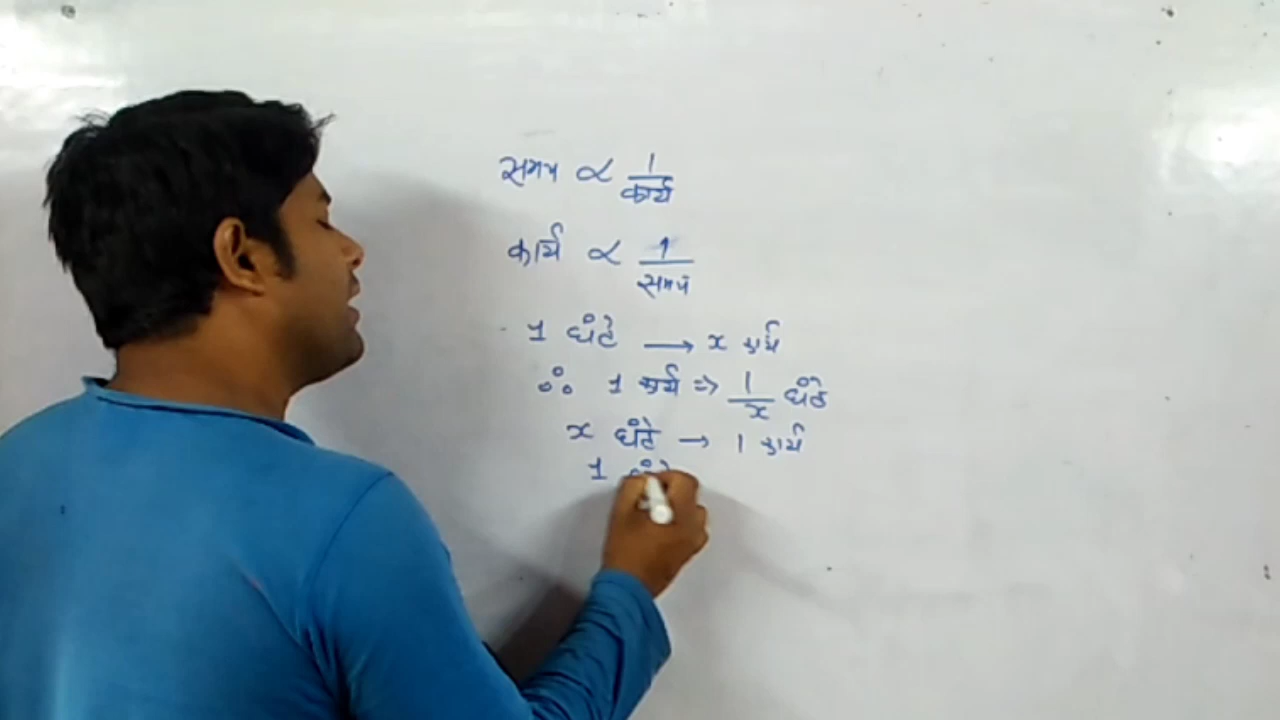 समय ∝ 1/कार्य
कार्य ∝ 1/समय
1 घंटे → x कार्य
∴ 1 कार्य ⇒ 1/x घंटे
x घंटे → 1 कार्य
1 घंटे